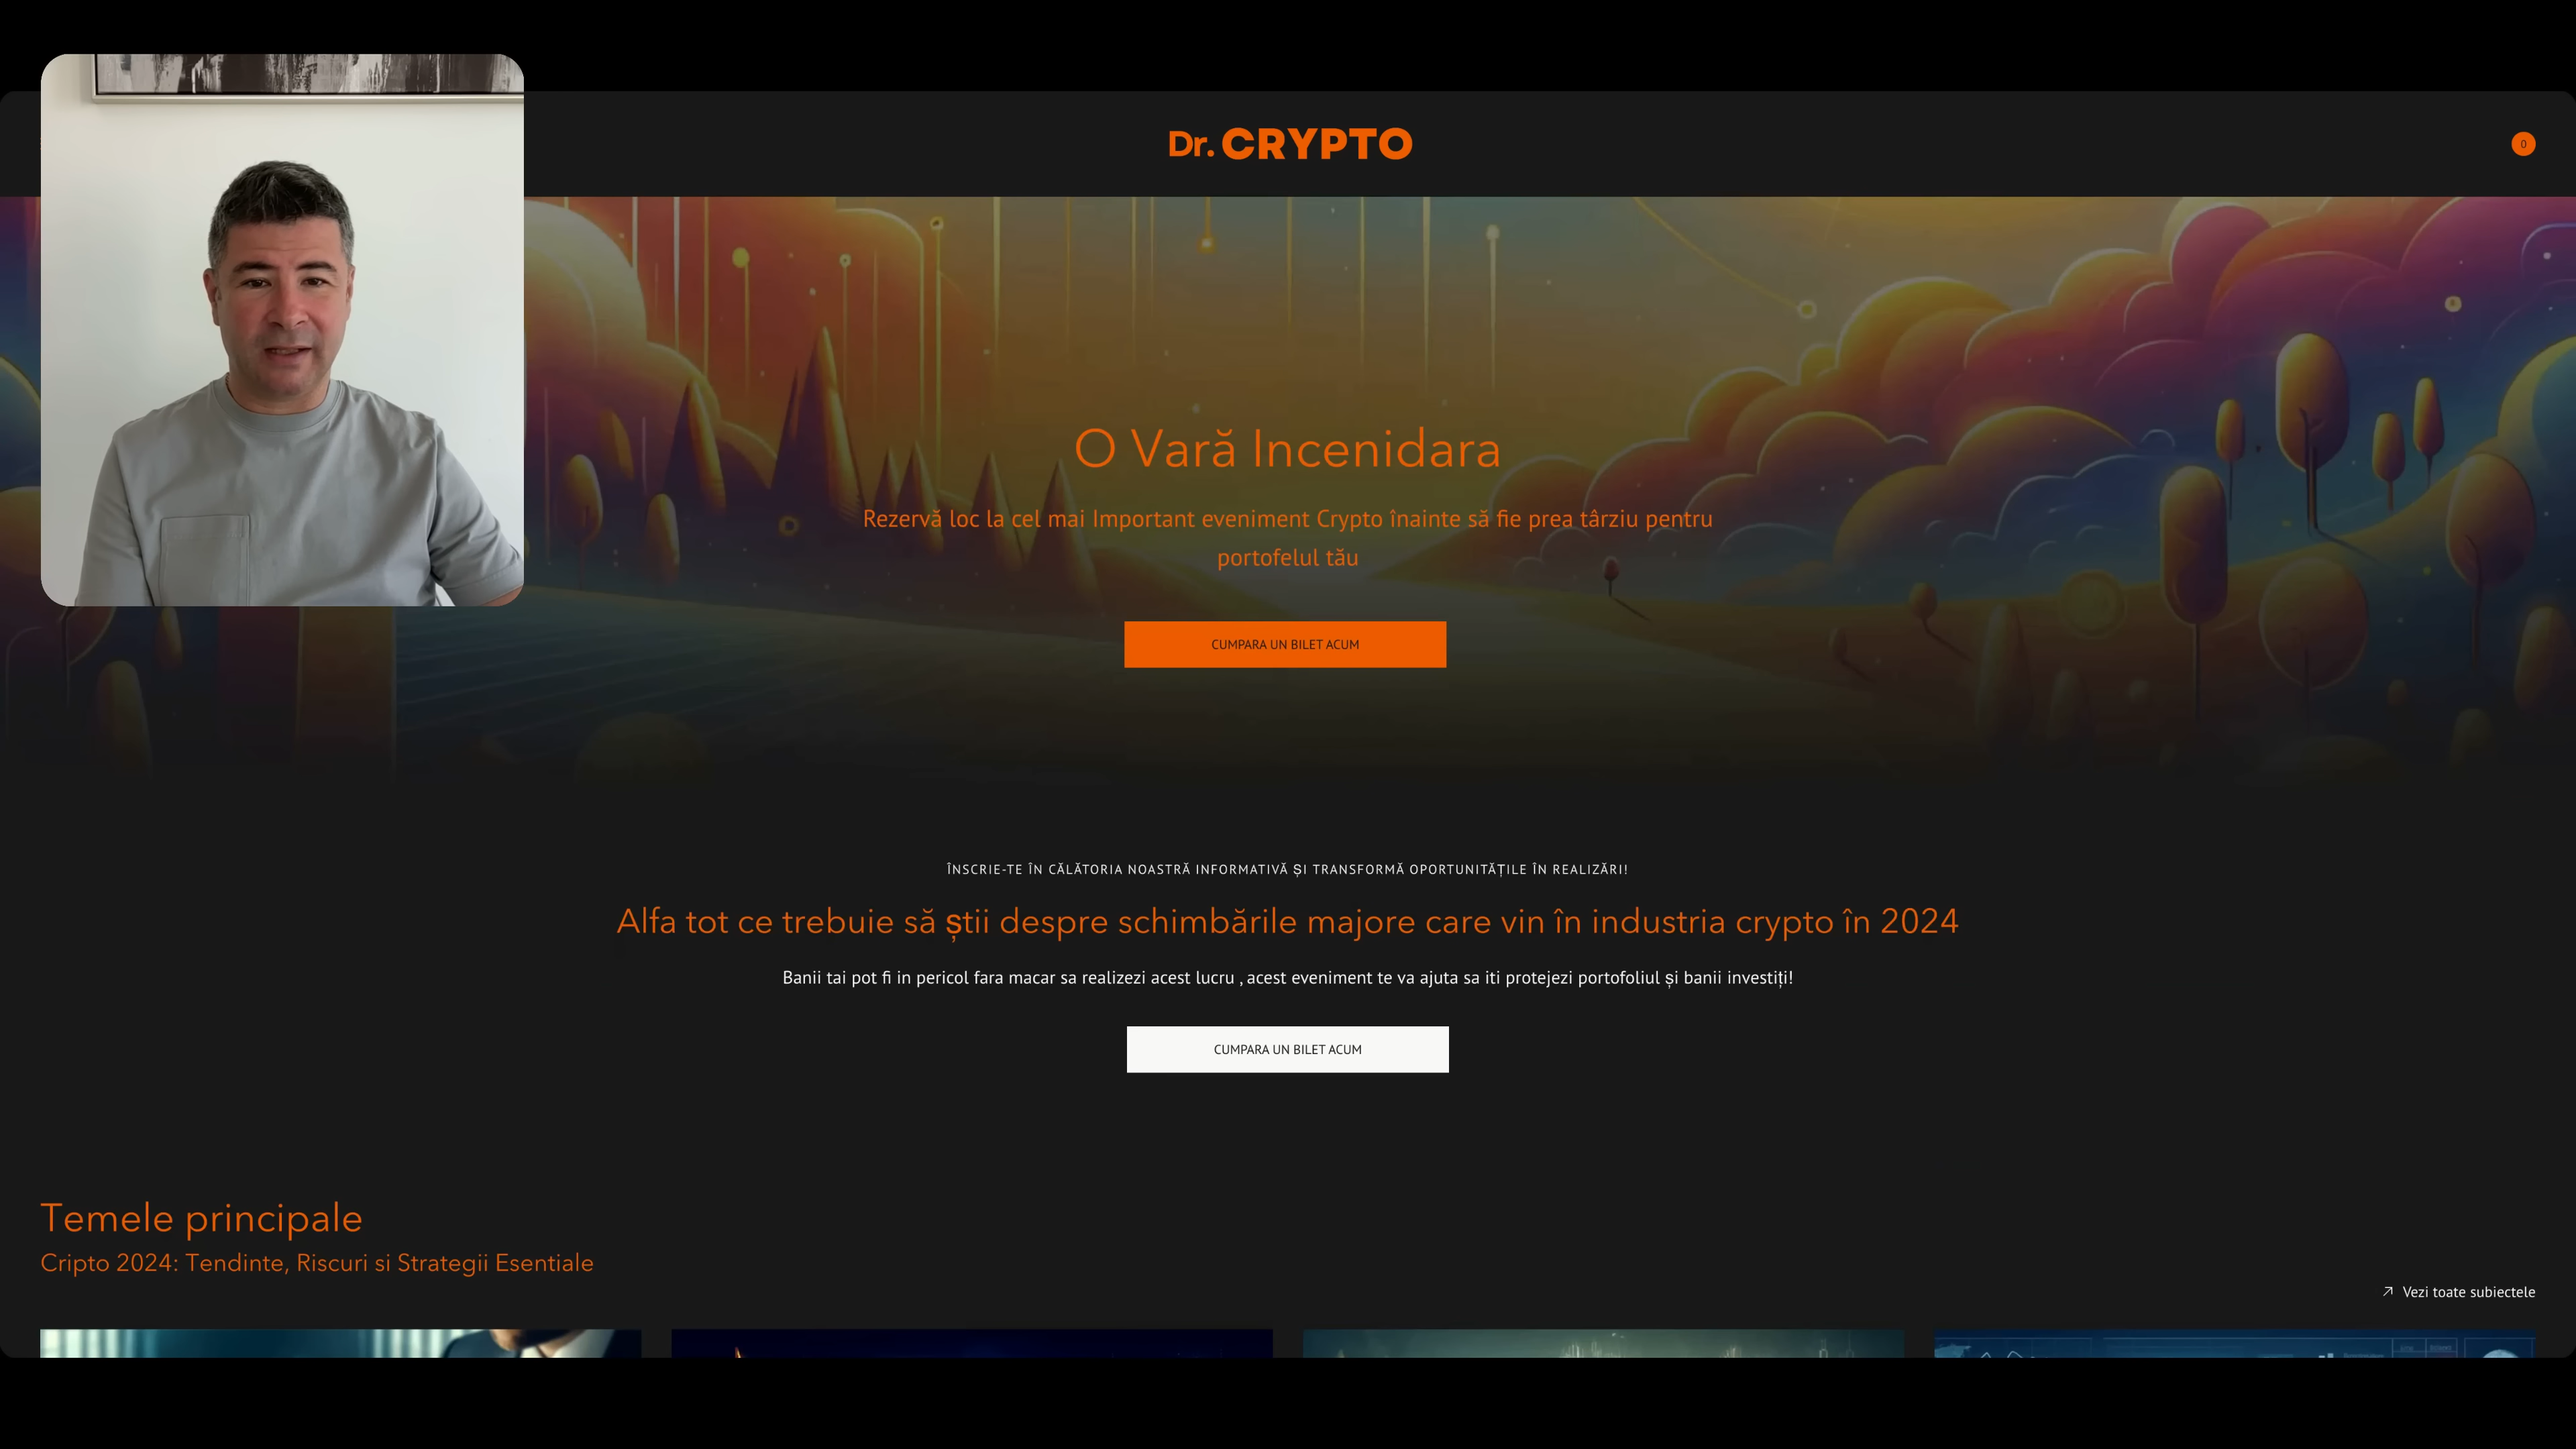 Dr. CRYPTO
0
O Vară Incenidara
Rezervă loc la cel mai Important eveniment Crypto înainte să fie prea târziu pentru
portofelul tău
CUMPARA UN BILET ACUM
ÎNSCRIE-TE ÎN CĂLĂTORIA NOASTRĂ INFORMATIVĂ ȘI TRANSFORMĂ OPORTUNITĂȚILE ÎN REALIZĂRI!
Alfa tot ce trebuie să știi despre schimbările majore care vin în industria crypto în 2024
Banii tai pot fi in pericol fara macar sa realizezi acest lucru , acest eveniment te va ajuta sa iti protejezi portofoliul și banii investiți!
CUMPARA UN BILET ACUM
Temele principale
Cripto 2024: Tendinte, Riscuri si Strategii Esentiale
Vezi toate subiectele